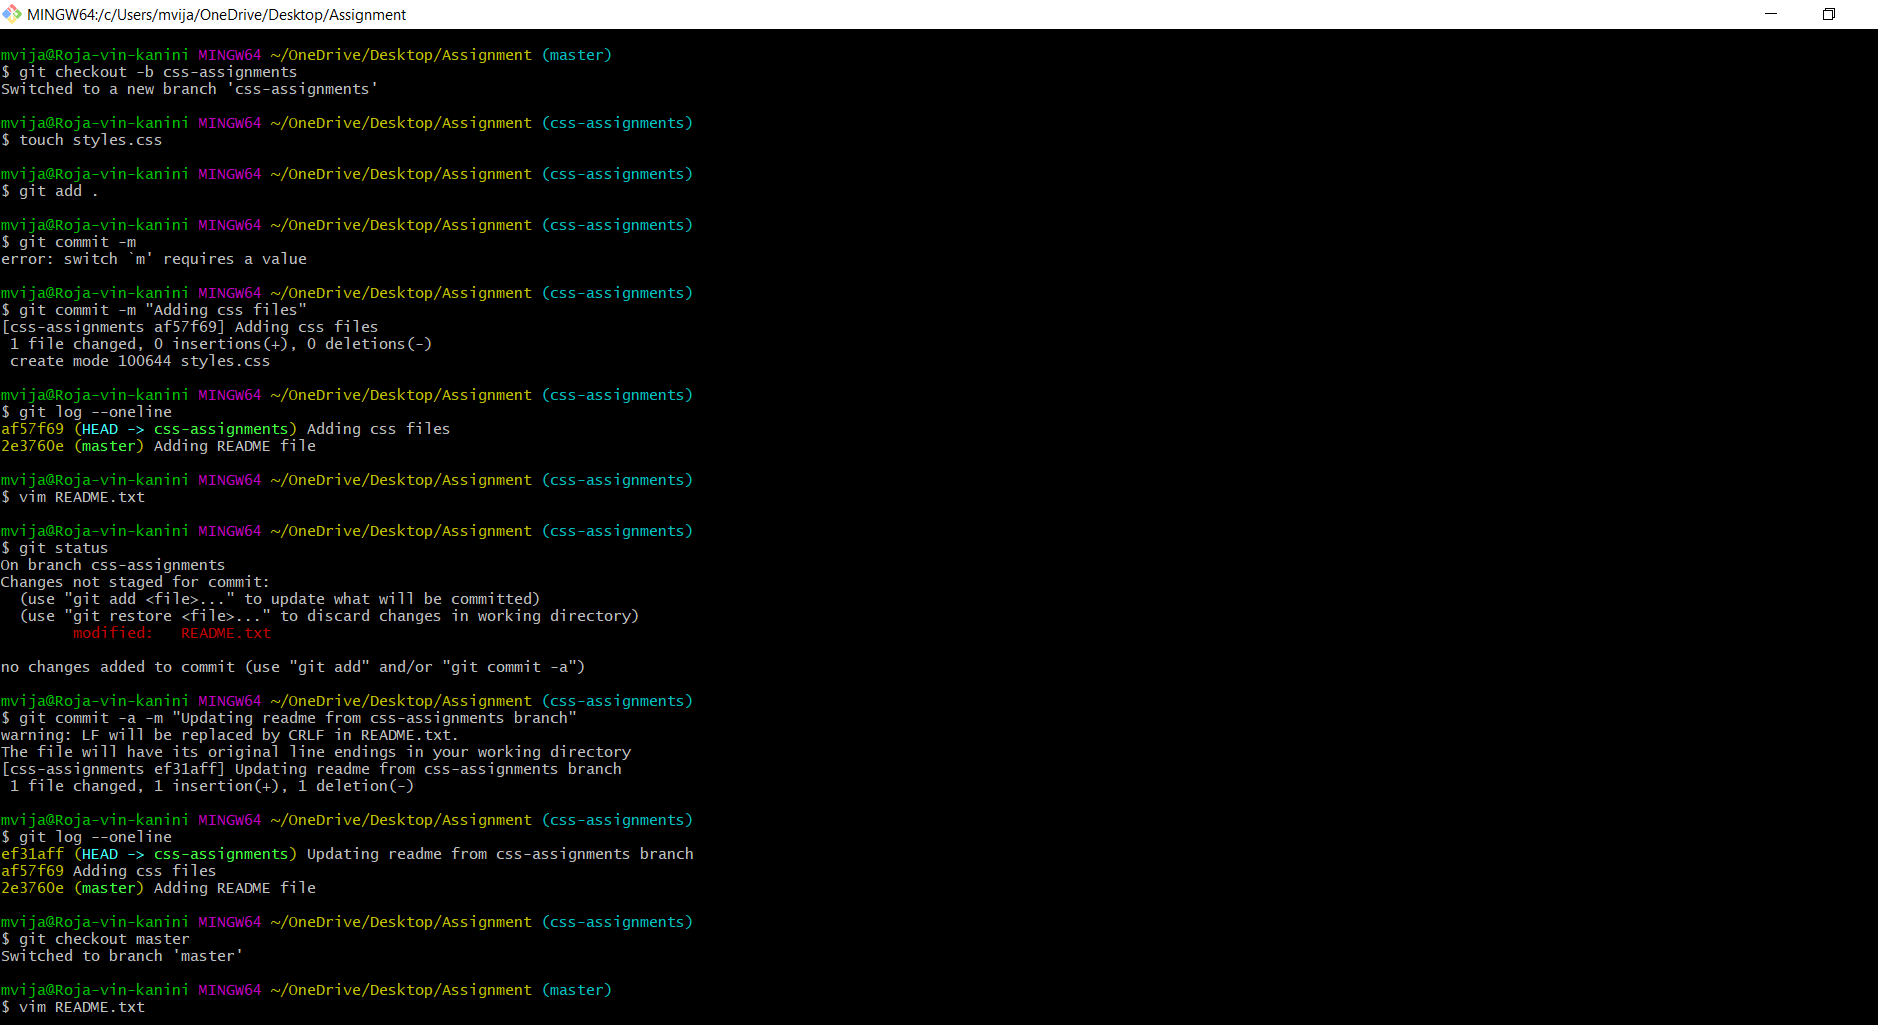 MINGW64:/c/Users/mvija/OneDrive/Desktop/Assignment
mvija@Roja-vin-kanini MINGW64 ~/OneDrive/Desktop/Assignment (master)
$ git checkout -b css-assignments
Switched to a new branch 'css-assignments'
mvija@Roja-vin-kanini MINGW64 ~/OneDrive/Desktop/Assignment (css-assignments)
$ touch styles.css
mvija@Roja-vin-kanini MINGW64 ~/OneDrive/Desktop/Assignment (css-assignments)
$ git add .
mvija@Roja-vin-kanini MINGW64 ~/OneDrive/Desktop/Assignment (css-assignments)
$ git commit -m
error: switch `m' requires a value
mvija@Roja-vin-kanini MINGW64 ~/OneDrive/Desktop/Assignment (css-assignments)
$ git commit -m "Adding css files"
[css-assignments af57f69] Adding css files
 1 file changed, 0 insertions(+), 0 deletions(-)
 create mode 100644 styles.css
mvija@Roja-vin-kanini MINGW64 ~/OneDrive/Desktop/Assignment (css-assignments)
$ git log --oneline
af57f69 (HEAD -> css-assignments) Adding css files
2e3760e (master) Adding README file
mvija@Roja-vin-kanini MINGW64 ~/OneDrive/Desktop/Assignment (css-assignments)
$ vim README.txt
mvija@Roja-vin-kanini MINGW64 ~/OneDrive/Desktop/Assignment (css-assignments)
$ git status
On branch css-assignments
Changes not staged for commit:
  (use "git add <file>..." to update what will be committed)
  (use "git restore <file>..." to discard changes in working directory)
        modified:   README.txt
no changes added to commit (use "git add" and/or "git commit -a")
mvija@Roja-vin-kanini MINGW64 ~/OneDrive/Desktop/Assignment (css-assignments)
$ git commit -a -m "Updating readme from css-assignments branch"
warning: LF will be replaced by CRLF in README.txt.
The file will have its original line endings in your working directory
[css-assignments ef31aff] Updating readme from css-assignments branch
 1 file changed, 1 insertion(+), 1 deletion(-)
mvija@Roja-vin-kanini MINGW64 ~/OneDrive/Desktop/Assignment (css-assignments)
$ git log --oneline
ef31aff (HEAD -> css-assignments) Updating readme from css-assignments branch
af57f69 Adding css files
2e3760e (master) Adding README file
mvija@Roja-vin-kanini MINGW64 ~/OneDrive/Desktop/Assignment (css-assignments)
$ git checkout master
Switched to branch 'master'
mvija@Roja-vin-kanini MINGW64 ~/OneDrive/Desktop/Assignment (master)
$ vim README.txt